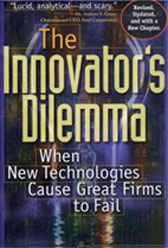 "Lucid, analytical—and scary."
Dr. Andrew S. Grove
Chairman and CEO, Intel Corporation
Revised,
Updated,
and with a
New Chapter.
The
Innovator's
Dilemma
When
New Technologies
Cause Great Firms
to Fail